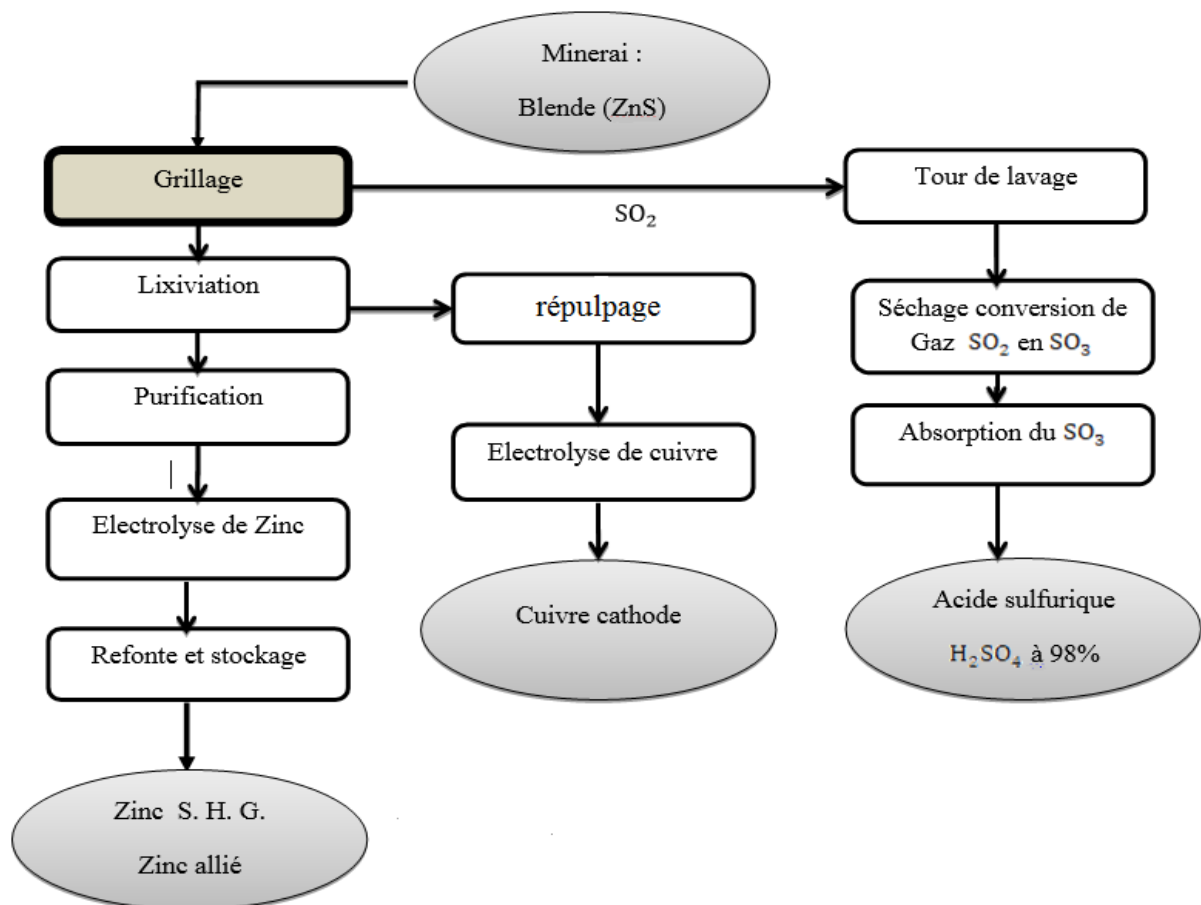 Minerai :
Blende (ZnS)
Grillage
SO₂
Tour de lavage
Lixiviation
répulpage
Séchage conversion de
Gaz SO₂ en SO₃
Purification
Electrolyse de cuivre
Absorption du SO₃
Electrolyse de Zinc
Cuivre cathode
Acide sulfurique
H₂SO₄ à 98%
Refonte et stockage
Zinc S. H. G.
Zinc allié